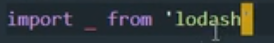 import _ from 'lodash'